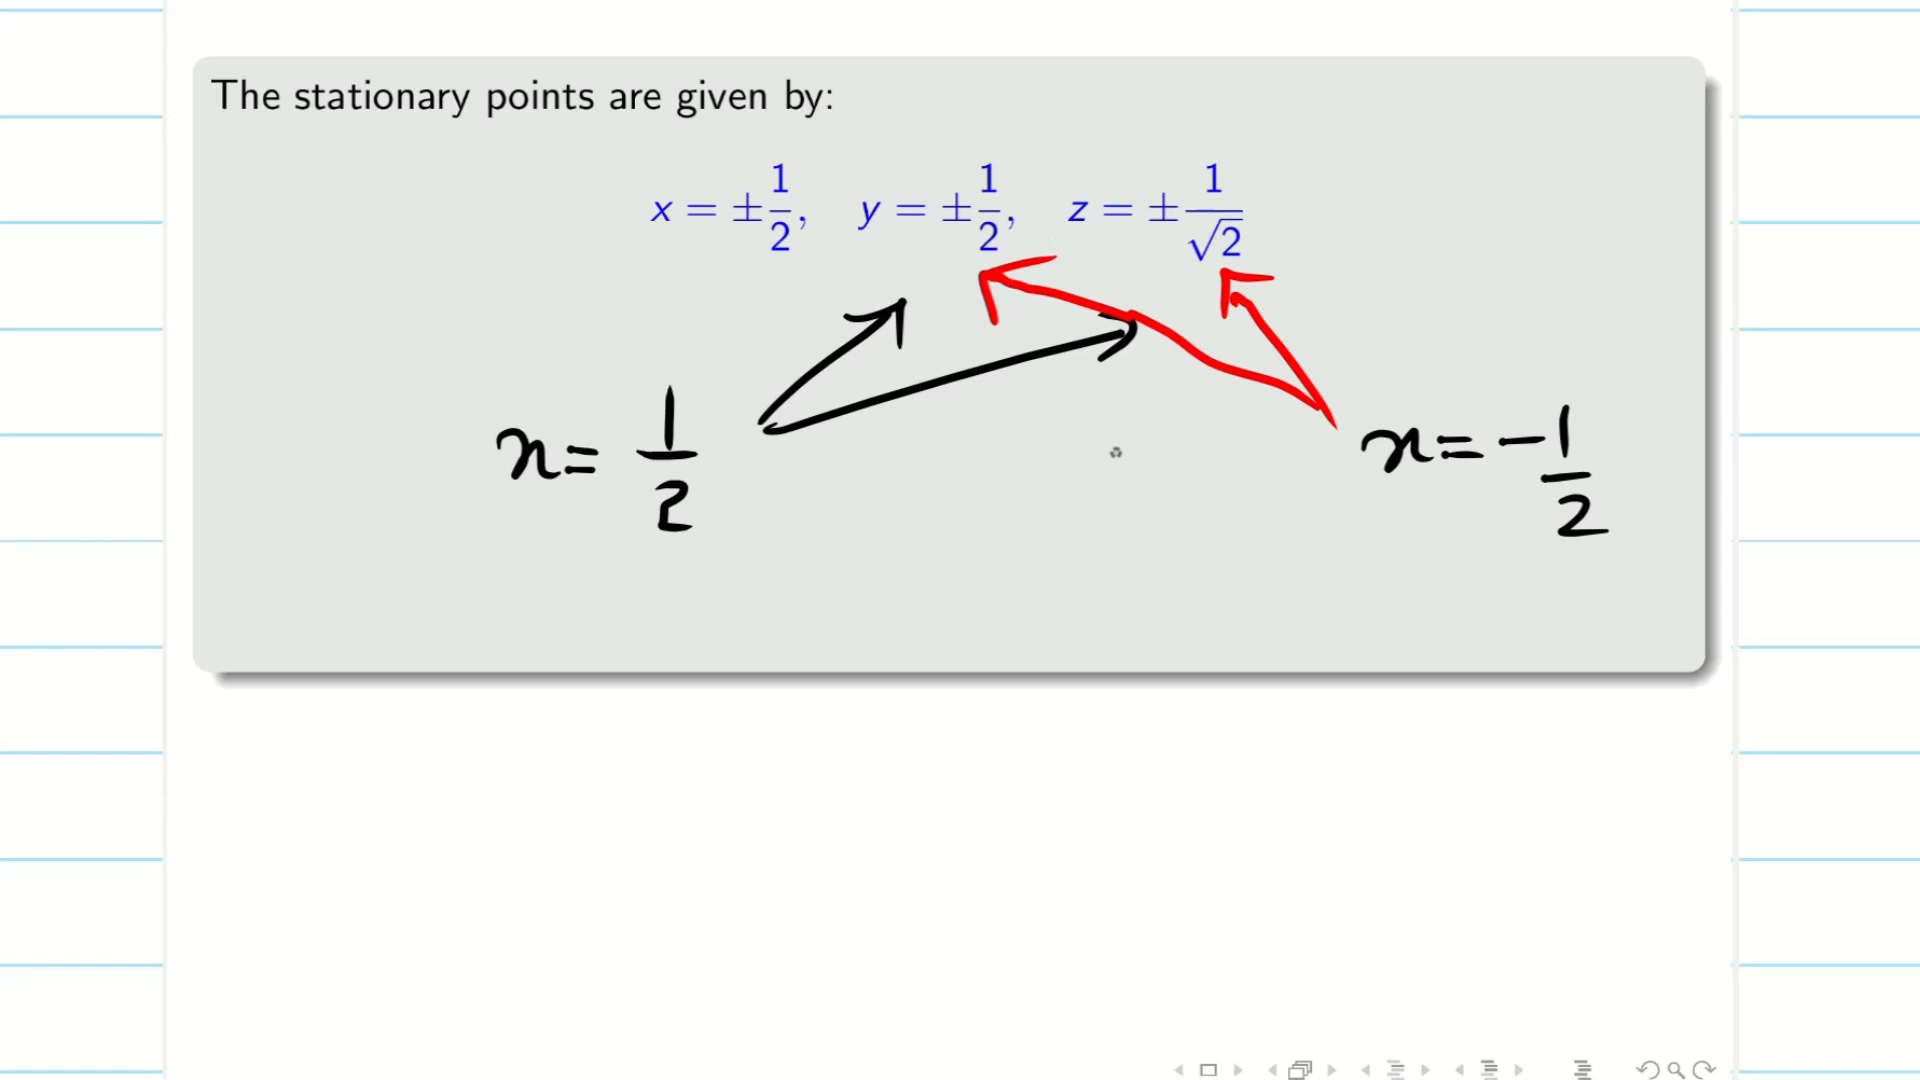 The stationary points are given by:
x = ±1/2, y = ±1/2, z = ±1/√2
x = 1/2
x = -1/2